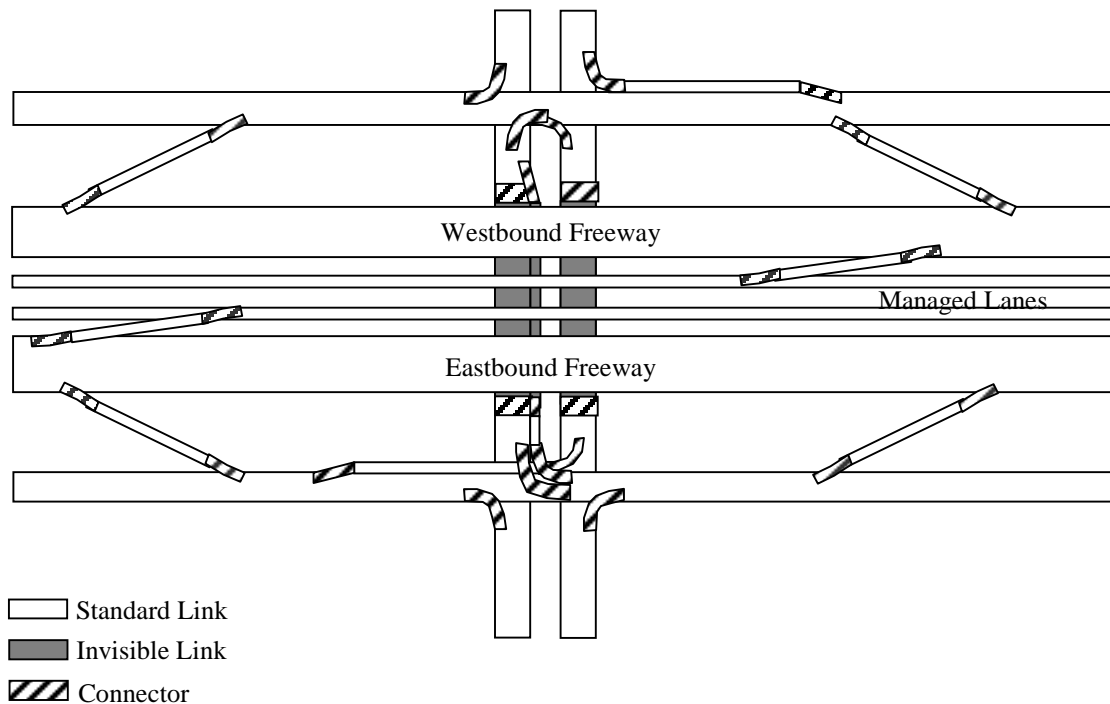 Westbound Freeway
Managed Lanes
Eastbound Freeway
Standard Link
Invisible Link
Connector